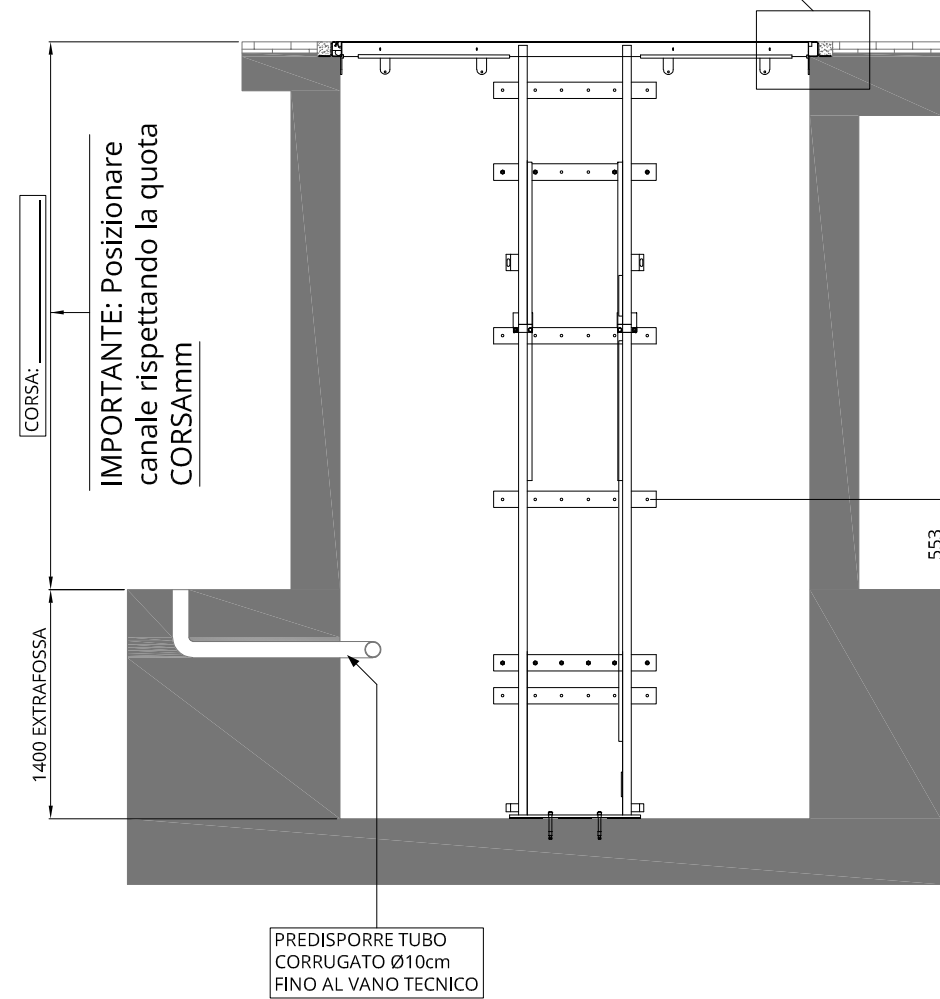 CORSA:
IMPORTANTE: Posizionare
canale rispettando la quota
CORSAmm
553
1400 EXTRAFOSSA
PREDISPORRE TUBO
CORRUGATO Ø10cm
FINO AL VANO TECNICO